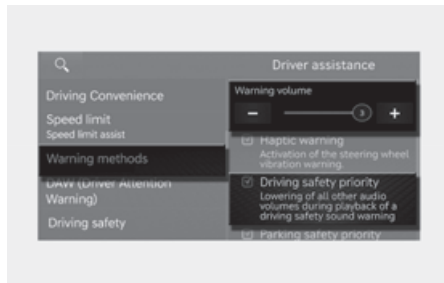 Driver assistance
Driving Convenience
Speed limit
Speed limit assist
Warning methods
DAW (Driver Attention
Warning)
Driving safety
Warning volume
− 3 +
Haptic warning
Activation of the steering wheel
vibration warning.
Driving safety priority
Lowering of all other audio
volumes during playback of a
driving safety sound warning
Parking safety priority